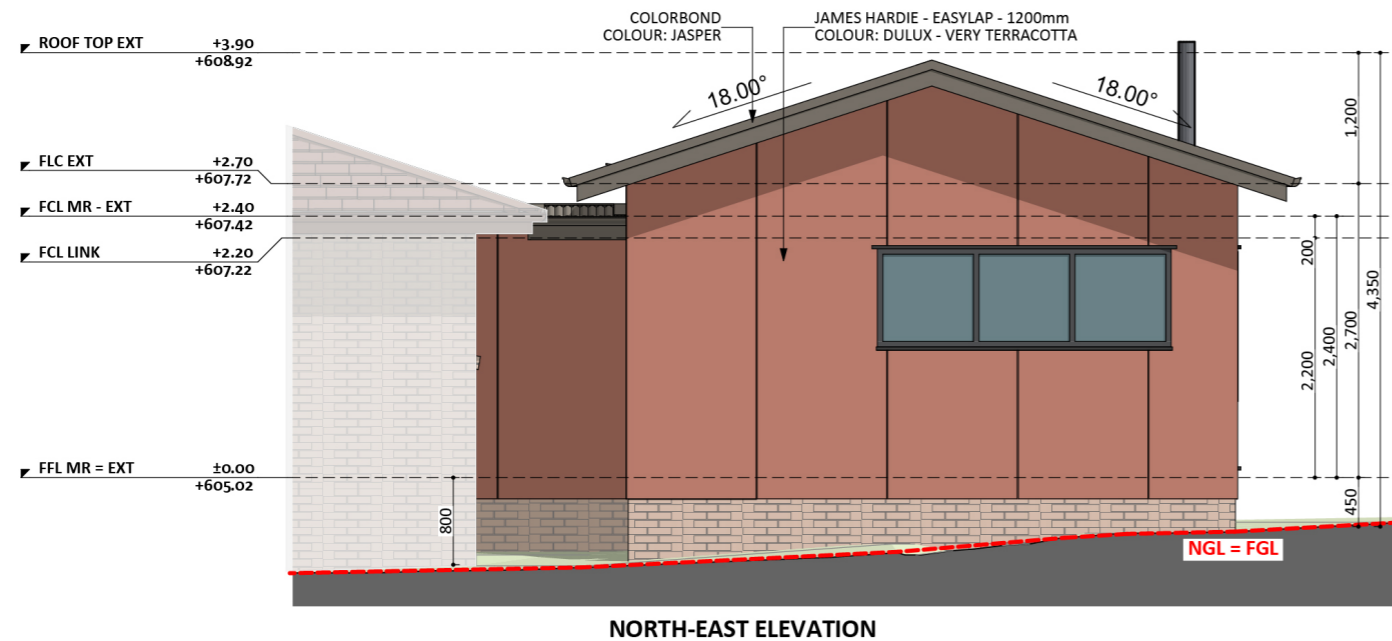 COLORBOND
COLOUR: JASPER
JAMES HARDIE - EASYLAP - 1200mm
COLOUR: DULUX - VERY TERRACOTTA
ROOF TOP EXT +3.90
+608.92
18.00°
18.00°
1,200
FLC EXT +2.70
+607.72
FCL MR - EXT +2.40
+607.42
FCL LINK +2.20
+607.22
200
4,350
2,700
2,400
2,200
FFL MR = EXT ±0.00
+605.02
800
450
NGL = FGL
NORTH-EAST ELEVATION